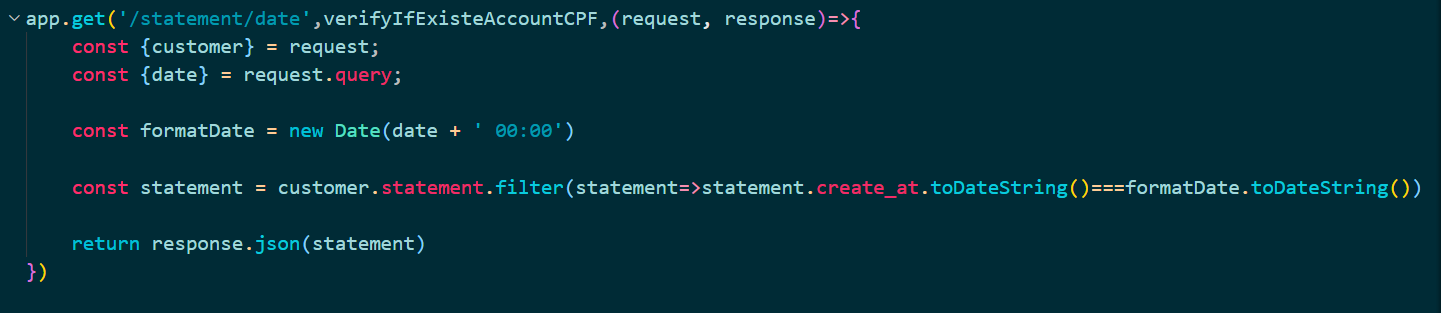 app.get('/statement/date',verifyIfExisteAccountCPF,(request, response)=>{
    const {customer} = request;
    const {date} = request.query;

    const formatDate = new Date(date + ' 00:00')

    const statement = customer.statement.filter(statement=>statement.create_at.toDateString()===formatDate.toDateString())

    return response.json(statement)
})